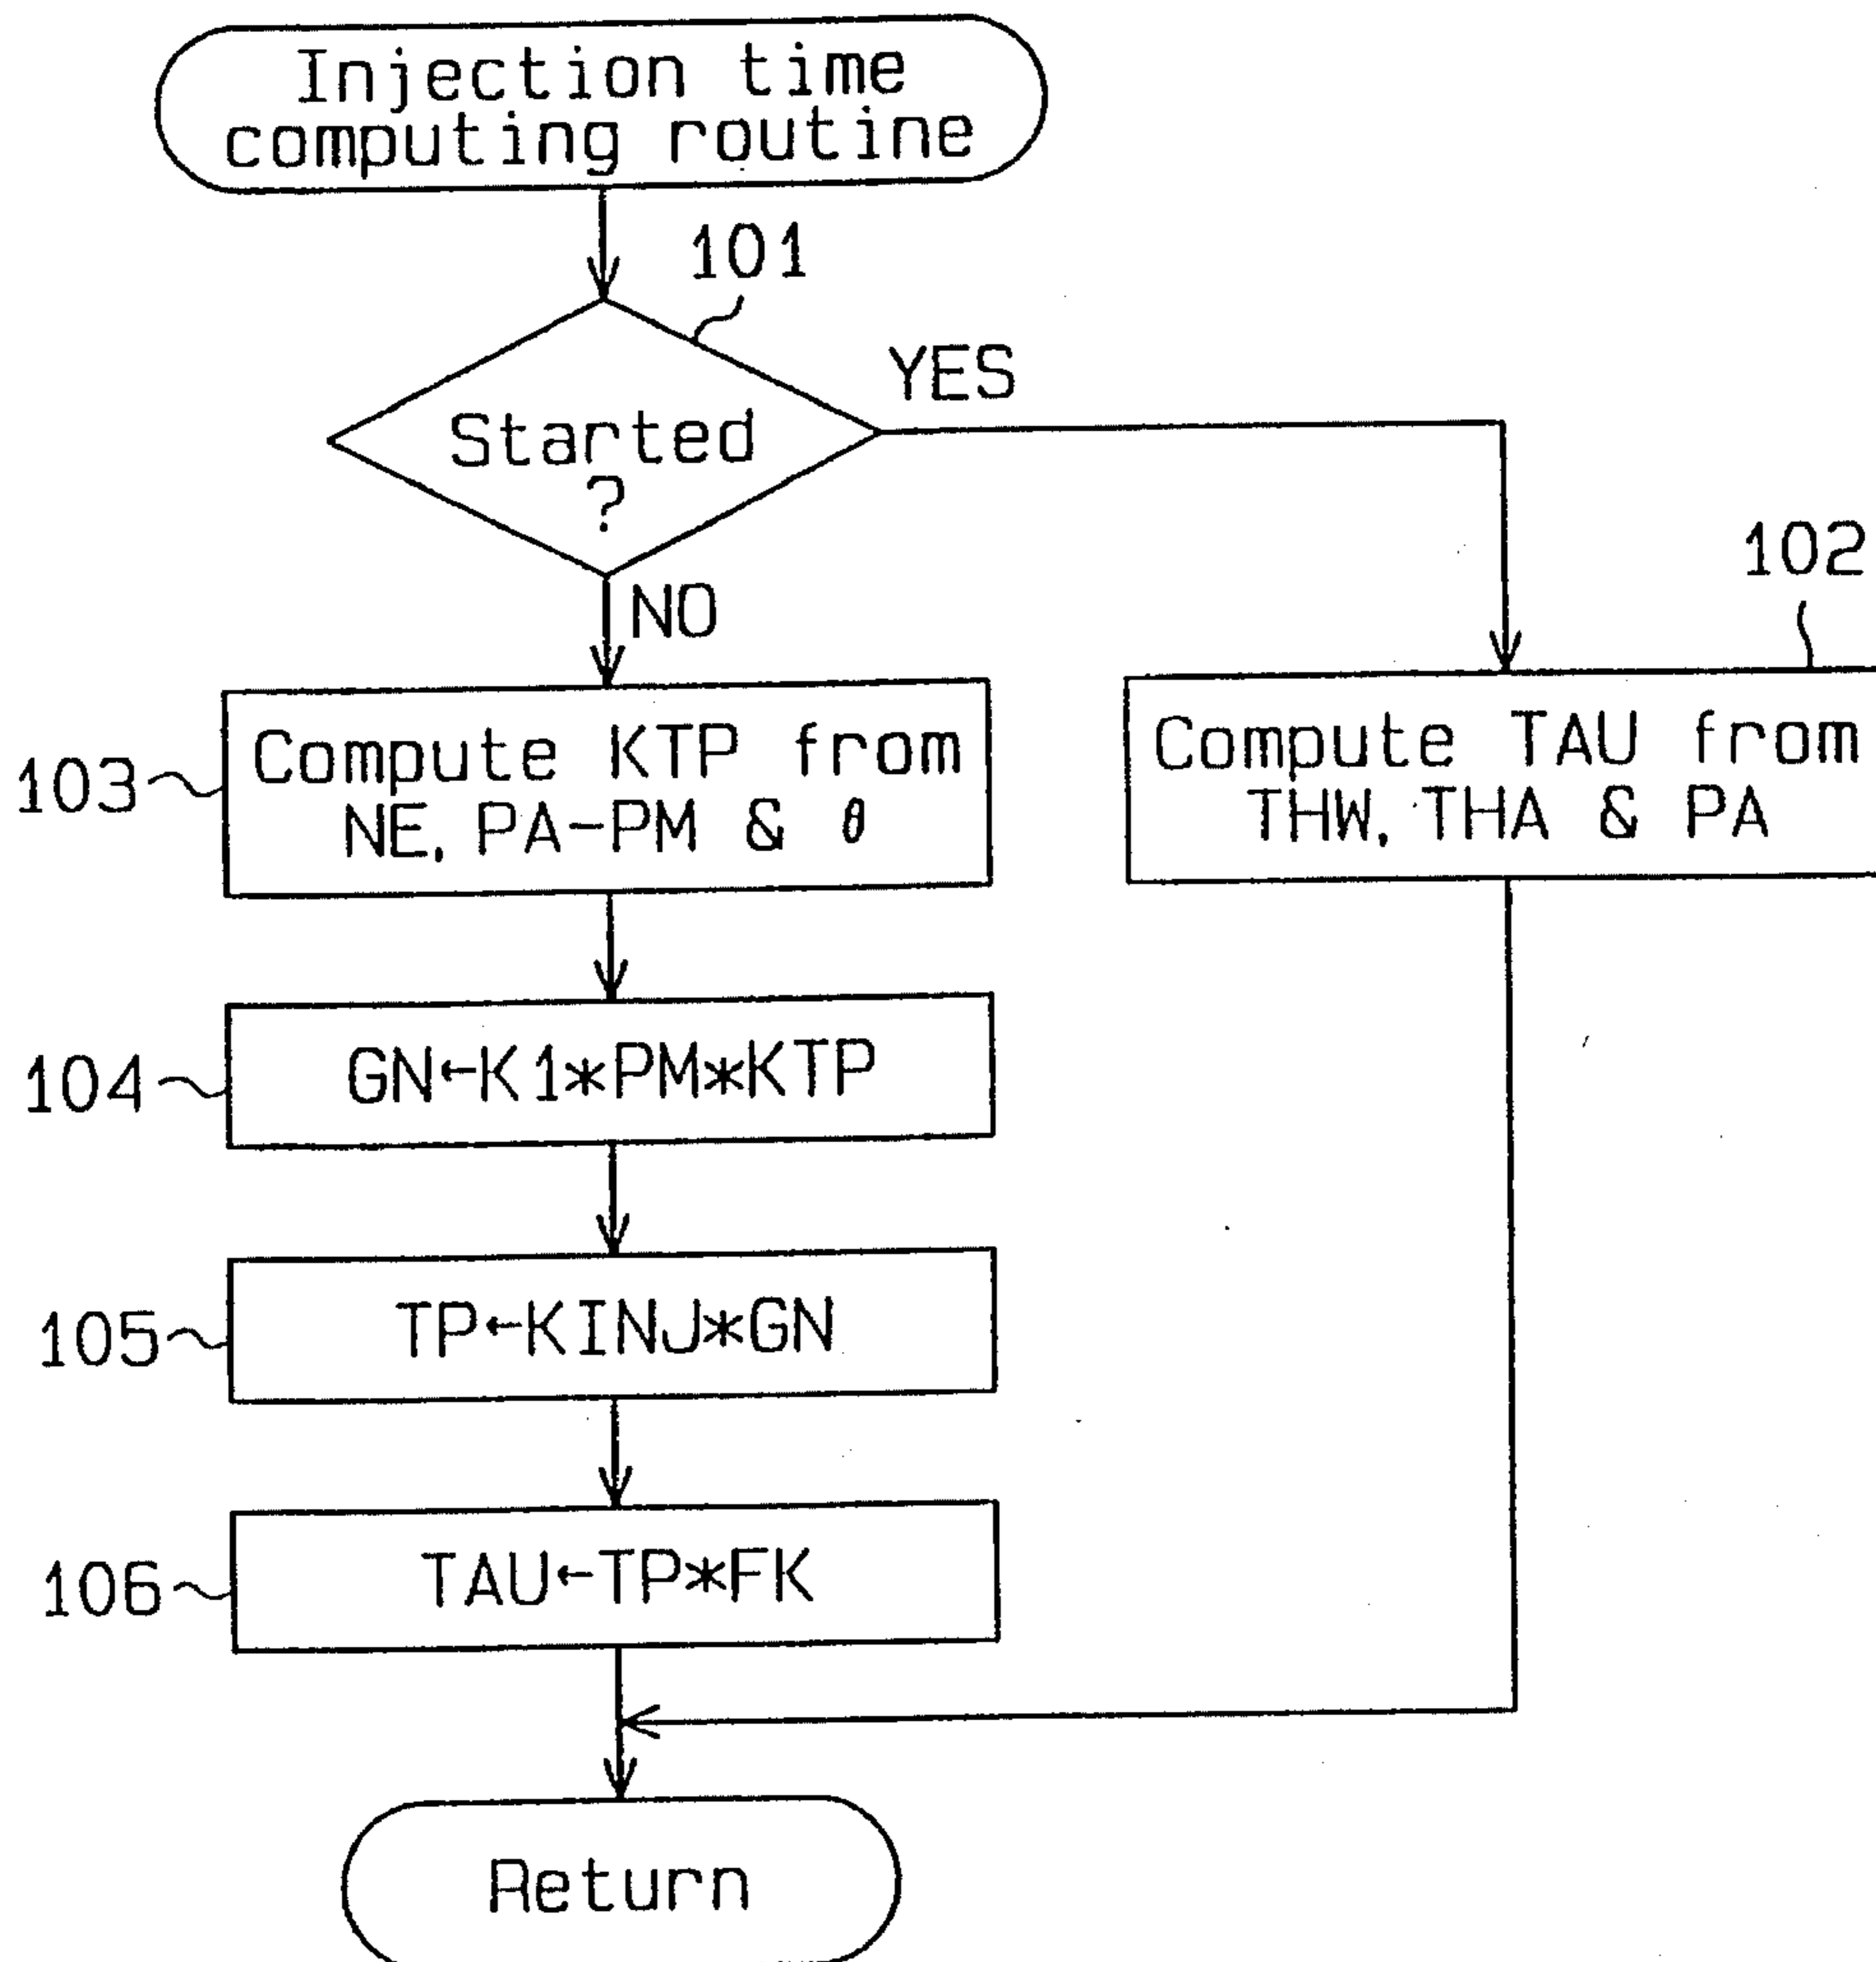 Injection time
computing routine
101
YES
Started
?
NO
102
103
Compute KTP from
NE, PA-PM & θ
Compute TAU from
THW, THA & PA
104
GN←K1*PM*KTP
105
TP←KINJ*GN
106
TAU←TP*FK
Return